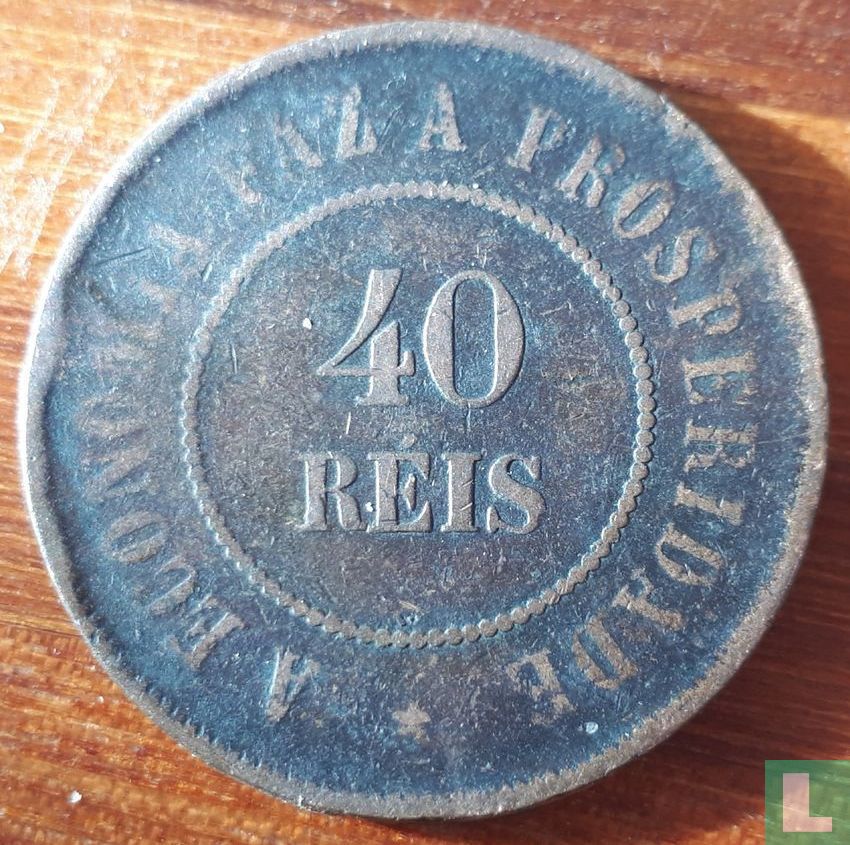 A ECONOMIA FAZ A PROSPERIDADE
40
RÉIS
L